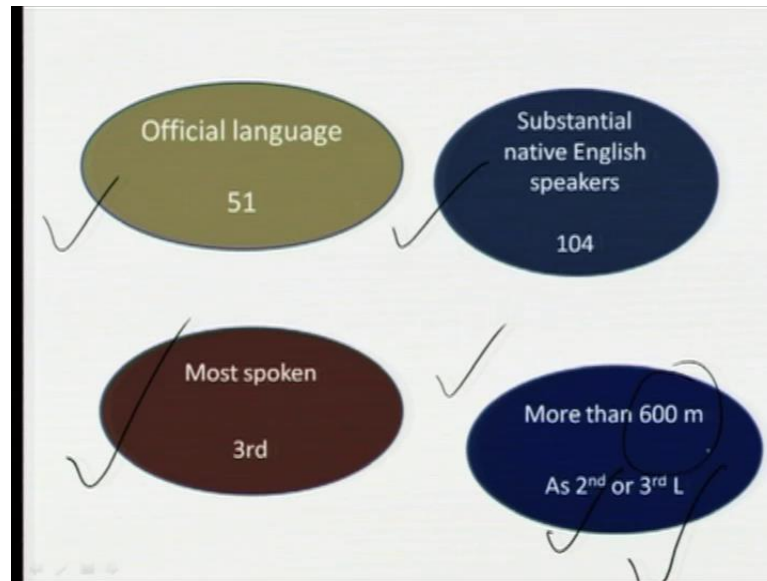 Official language
51
Substantial
native English
speakers
104
Most spoken
3rd
More than 600 m
As 2nd or 3rd L